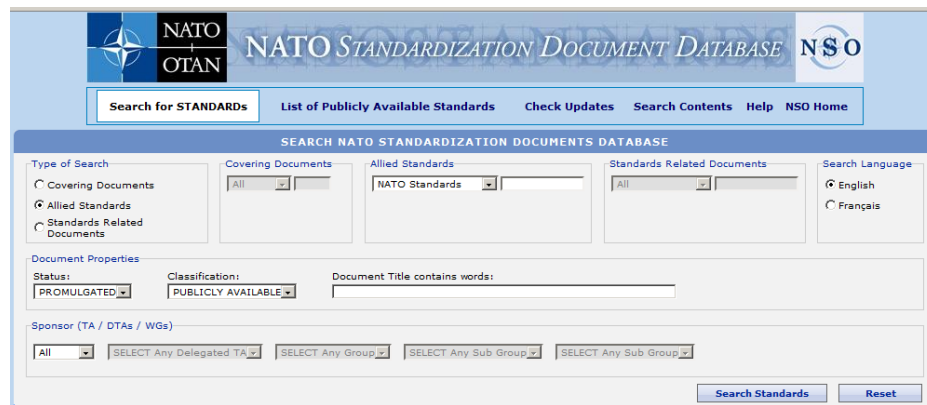 NATO
OTAN
NATO STANDARDIZATION DOCUMENT DATABASE
NSO
Search for STANDARDs List of Publicly Available Standards Check Updates Search Contents Help NSO Home
SEARCH NATO STANDARDIZATION DOCUMENTS DATABASE
Type of Search Covering Documents Allied Standards Standards Related Documents Search Language
Covering Documents All NATO Standards All English
Allied Standards Français
Standards Related
Documents
Document Properties
Status: Classification: Document Title contains words:
PROMULGATED PUBLICLY AVAILABLE
Sponsor (TA / DTAs / WGs)
All SELECT Any Delegated TA SELECT Any Group SELECT Any Sub Group SELECT Any Sub Group
Search Standards Reset